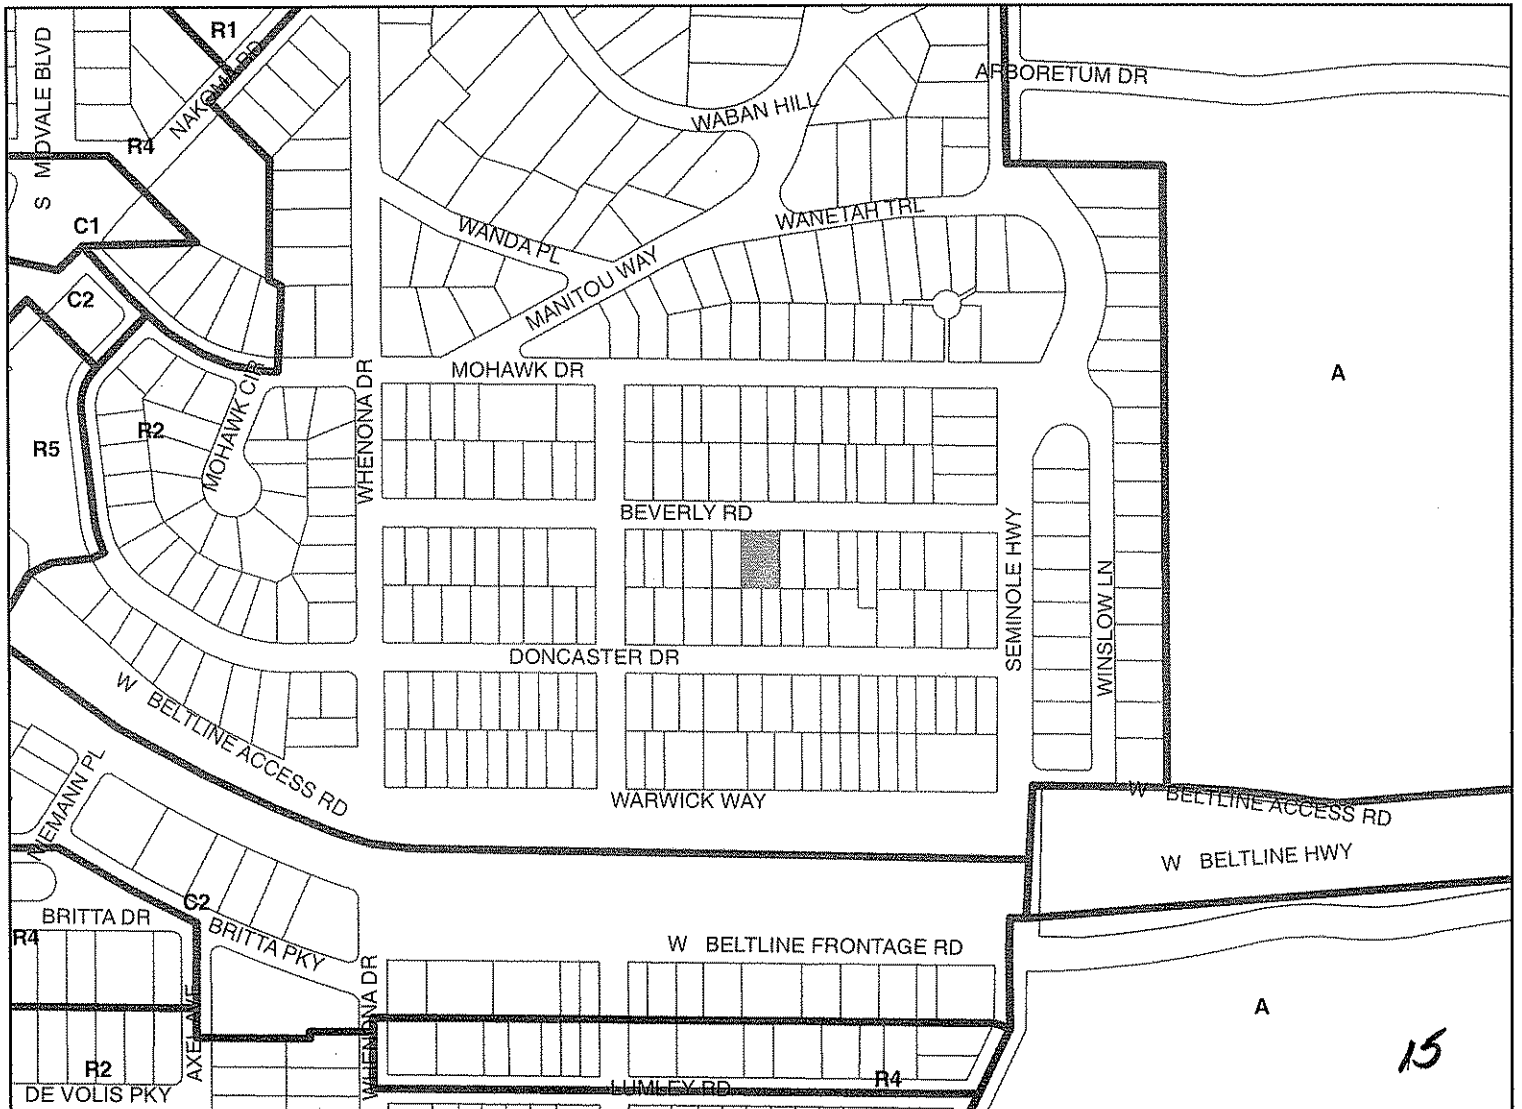 R1
S MIDVALE BLVD
NAKOMA RD
ARBORETUM DR
WABAN HILL
R4
WANETAH TRL
C1
WANDA PL
MANITOU WAY
C2
MOHAWK DR
A
WHENONA DR
MOHAWK CIR
R2
R5
BEVERLY RD
SEMINOLE HWY
WINSLOW LN
DONCASTER DR
W BELTLINE ACCESS RD
WARWICK WAY
W BELTLINE ACCESS RD
NIEMANN PL
W BELTLINE HWY
C2
BRITTA DR
R4
BRITTA PKY
W BELTLINE FRONTAGE RD
WHENONA DR
AXEL AVE
A
15
R2
R4
LUMLEY RD
DE VOLIS PKY